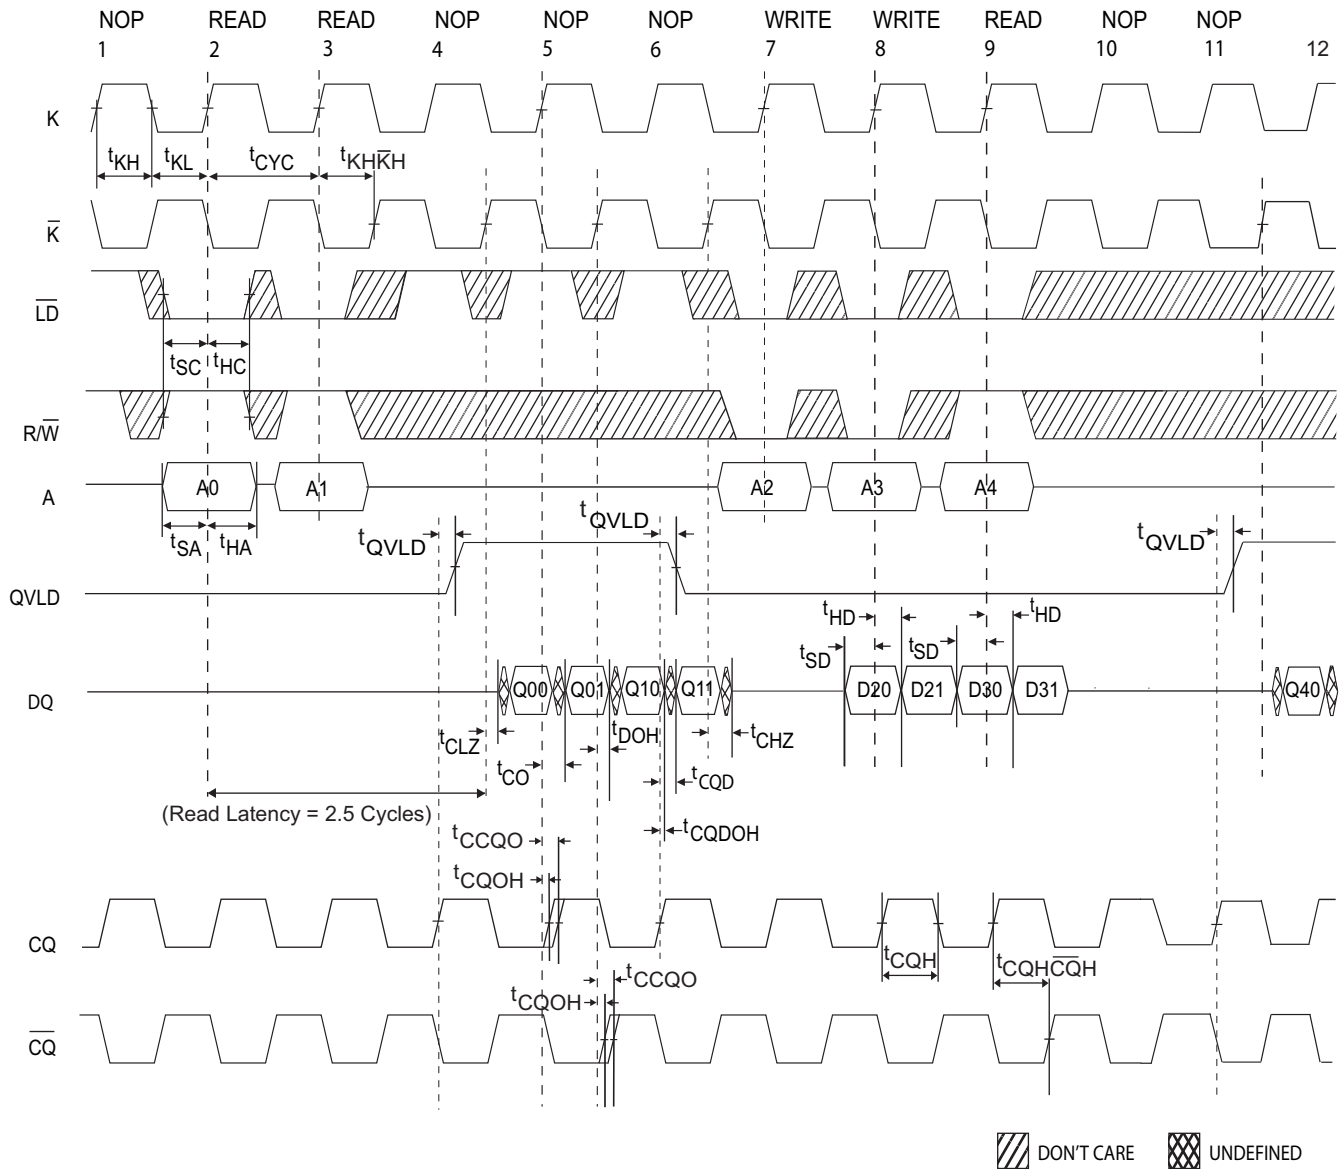 NOP READ READ NOP NOP NOP WRITE WRITE READ NOP NOP
1 2 3 4 5 6 7 8 9 10 11 12
K
tKH tKL tCYC tKHK̅H
K̅
L̅D̅
tSC tHC
R/W̅
A A0 A1 A2 A3 A4
tSA tHA tQVLD tQVLD tQVLD
QVLD
tHD tHD
tSD tSD
DQ Q00 Q01 Q10 Q11 D20 D21 D30 D31 Q40
tCLZ tDOH tCHZ
tCO tCQD
(Read Latency = 2.5 Cycles)
tCQDOH
tCCQO
tCQOH
CQ
tCQH tCQHC̅Q̅H
tCCQO
tCQOH
C̅Q̅
DON'T CARE UNDEFINED